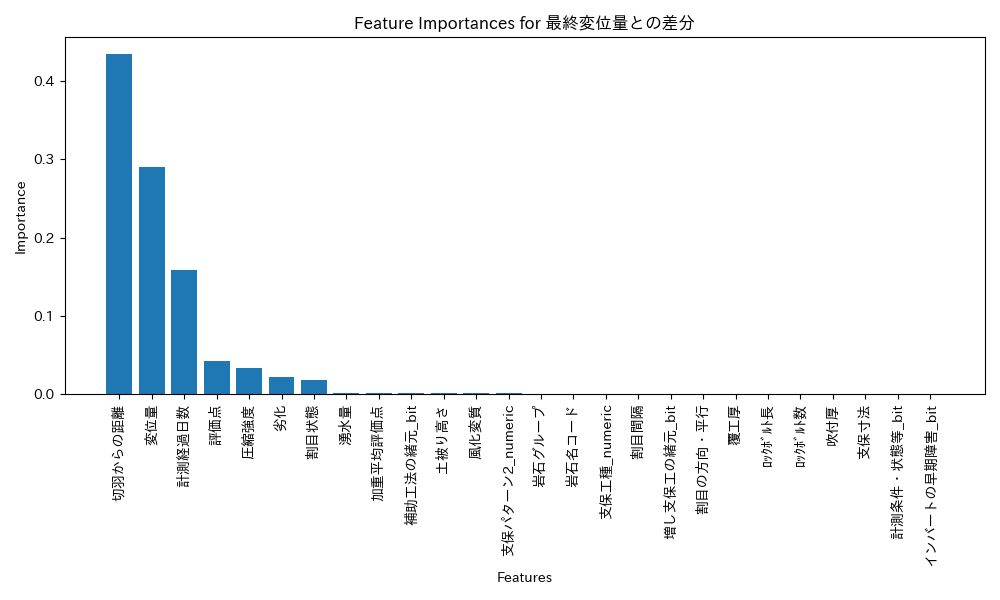 Feature Importances for 最終変位量との差分
Importance
0.4
0.3
0.2
0.1
0.0
切羽からの距離
変位量
計測経過日数
評価点
圧縮強度
劣化
割目状態
湧水量
加重平均評価点
補助工法の緒元_bit
土被り高さ
風化変質
支保パターン2_numeric
岩石グループ
岩石名コード
支保工種_numeric
割目間隔
増し支保工の緒元_bit
割目の方向・平行
覆工厚
ﾛｯｸﾎﾞﾙﾄ長
ﾛｯｸﾎﾞﾙﾄ数
吹付厚
支保寸法
計測条件・状態等_bit
インバートの早期障害_bit
Features